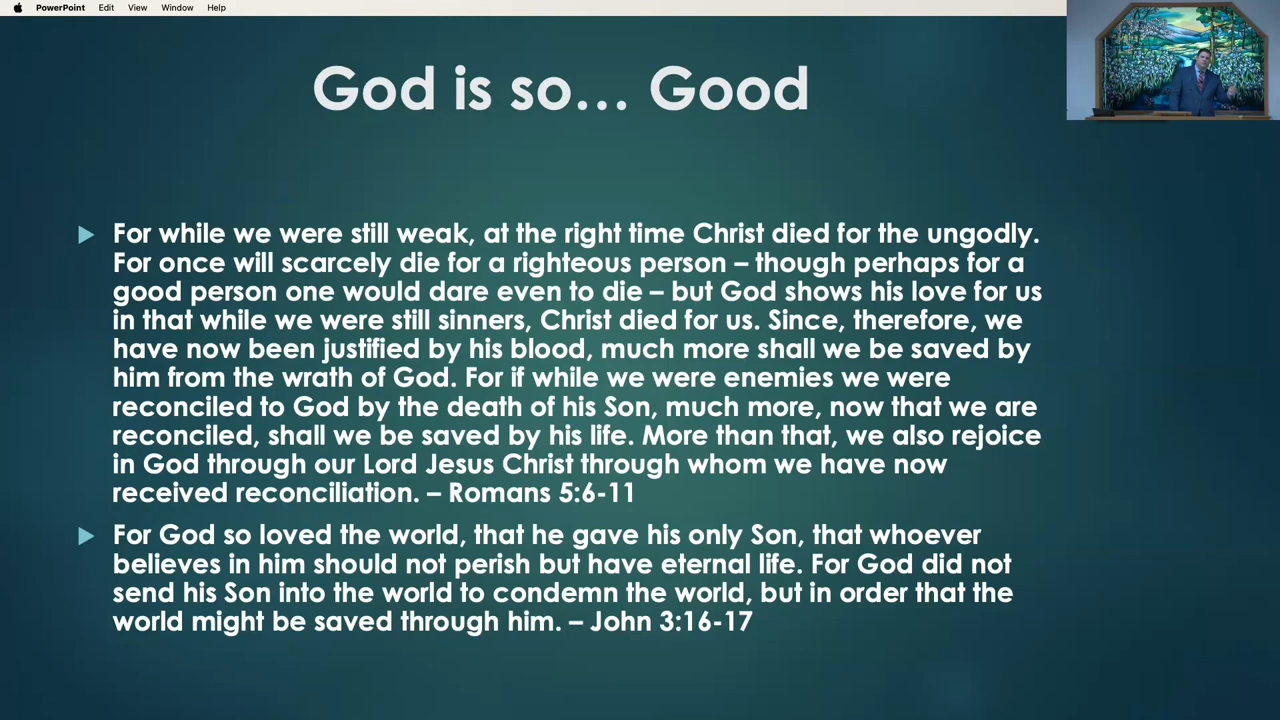 PowerPoint Edit View Window Help
God is so... Good
For while we were still weak, at the right time Christ died for the ungodly.
For once will scarcely die for a righteous person – though perhaps for a
good person one would dare even to die – but God shows his love for us
in that while we were still sinners, Christ died for us. Since, therefore, we
have now been justified by his blood, much more shall we be saved by
him from the wrath of God. For if while we were enemies we were
reconciled to God by the death of his Son, much more, now that we are
reconciled, shall we be saved by his life. More than that, we also rejoice
in God through our Lord Jesus Christ through whom we have now
received reconciliation. – Romans 5:6-11
For God so loved the world, that he gave his only Son, that whoever
believes in him should not perish but have eternal life. For God did not
send his Son into the world to condemn the world, but in order that the
world might be saved through him. – John 3:16-17